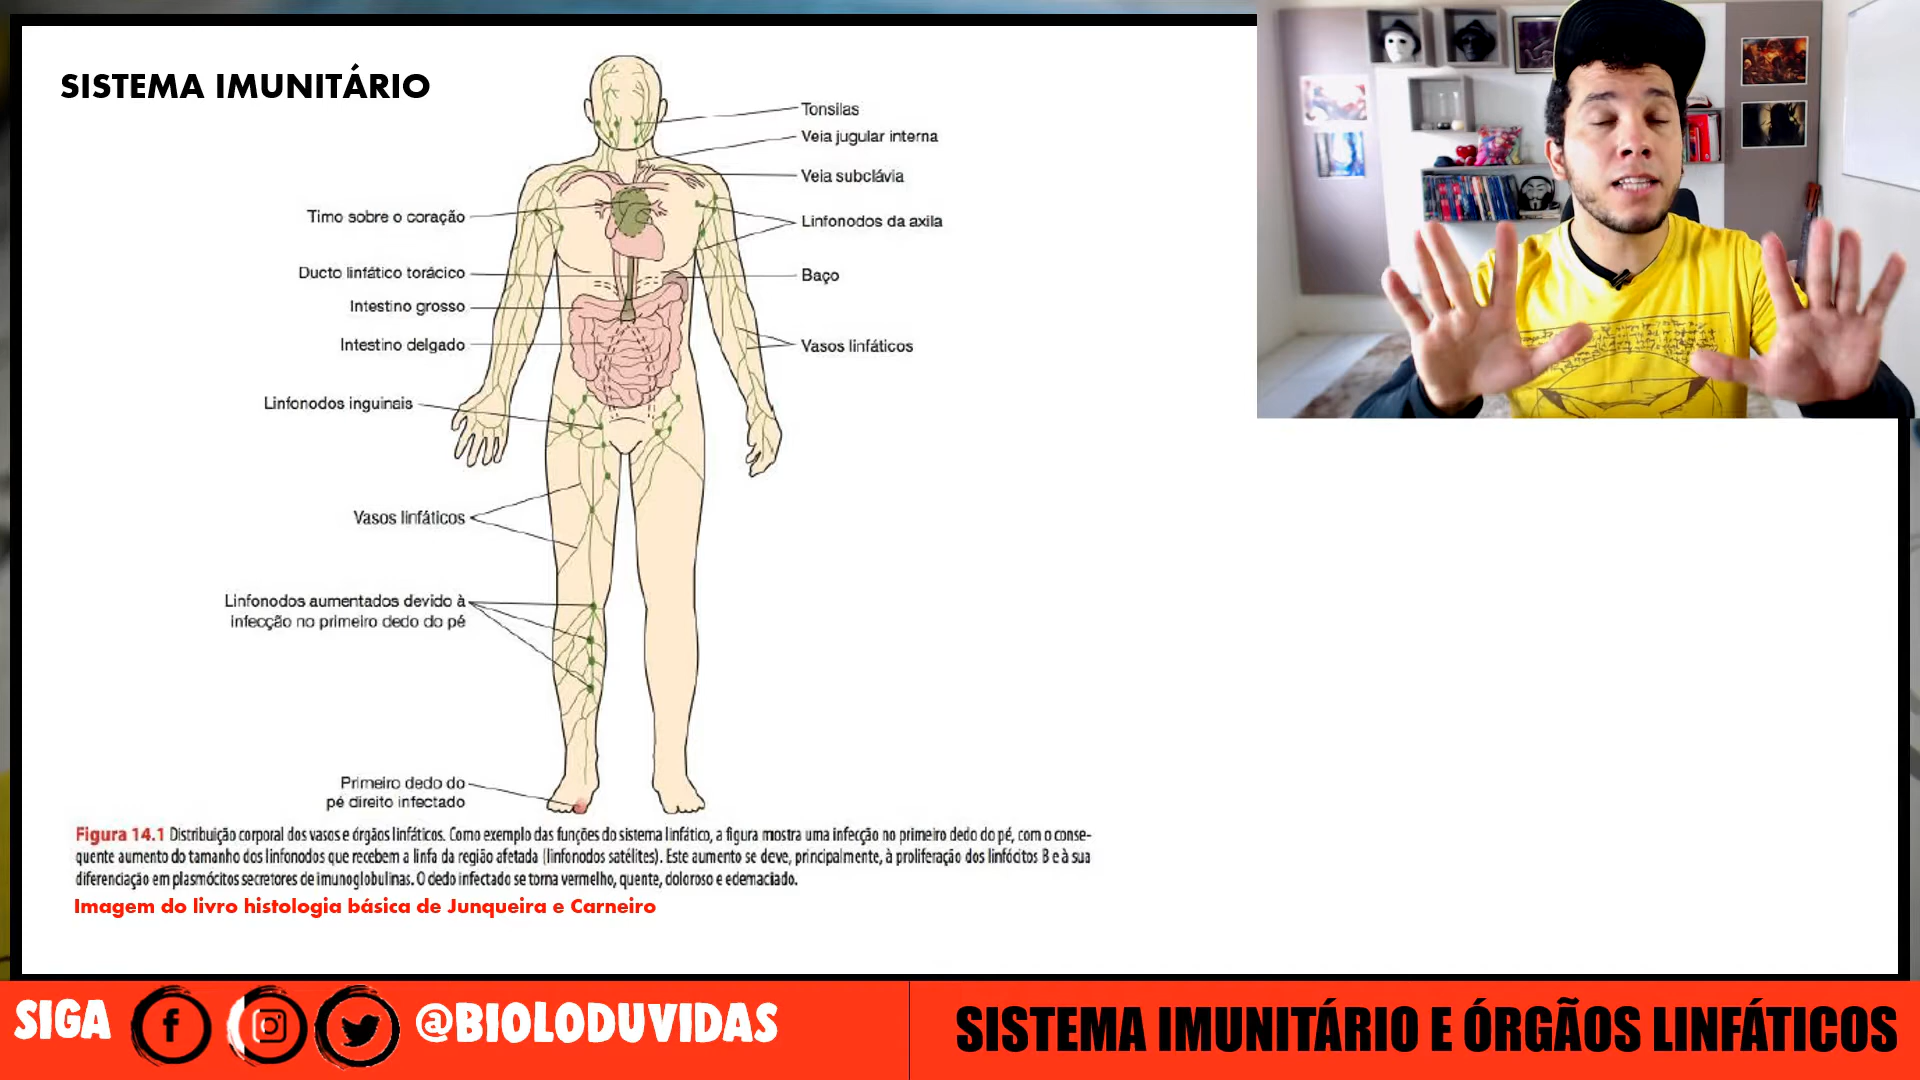 SISTEMA IMUNITÁRIO
Tonsilas
Veia jugular interna
Veia subclávia
Timo sobre o coração
Linfonodos da axila
Ducto linfático torácico
Baço
Intestino grosso
Intestino delgado
Vasos linfáticos
Linfonodos inguinais
Vasos linfáticos
Linfonodos aumentados devido à
infecção no primeiro dedo do pé
Primeiro dedo do
pé direito infectado
Figura 14.1 Distribuição corporal dos vasos e órgãos linfáticos. Como exemplo das funções do sistema linfático, a figura mostra uma infecção no primeiro dedo do pé, com o conse-
quente aumento do tamanho dos linfonodos que recebem a linfa da região afetada (linfonodos satélites). Este aumento se deve, principalmente, à proliferação dos linfócitos B e à sua
diferenciação em plasmócitos secretores de imunoglobulinas. O dedo infectado se torna vermelho, quente, doloroso e edemaciado.
Imagem do livro histologia básica de Junqueira e Carneiro
SIGA @BIOLODUVIDAS
SISTEMA IMUNITÁRIO E ÓRGÃOS LINFÁTICOS